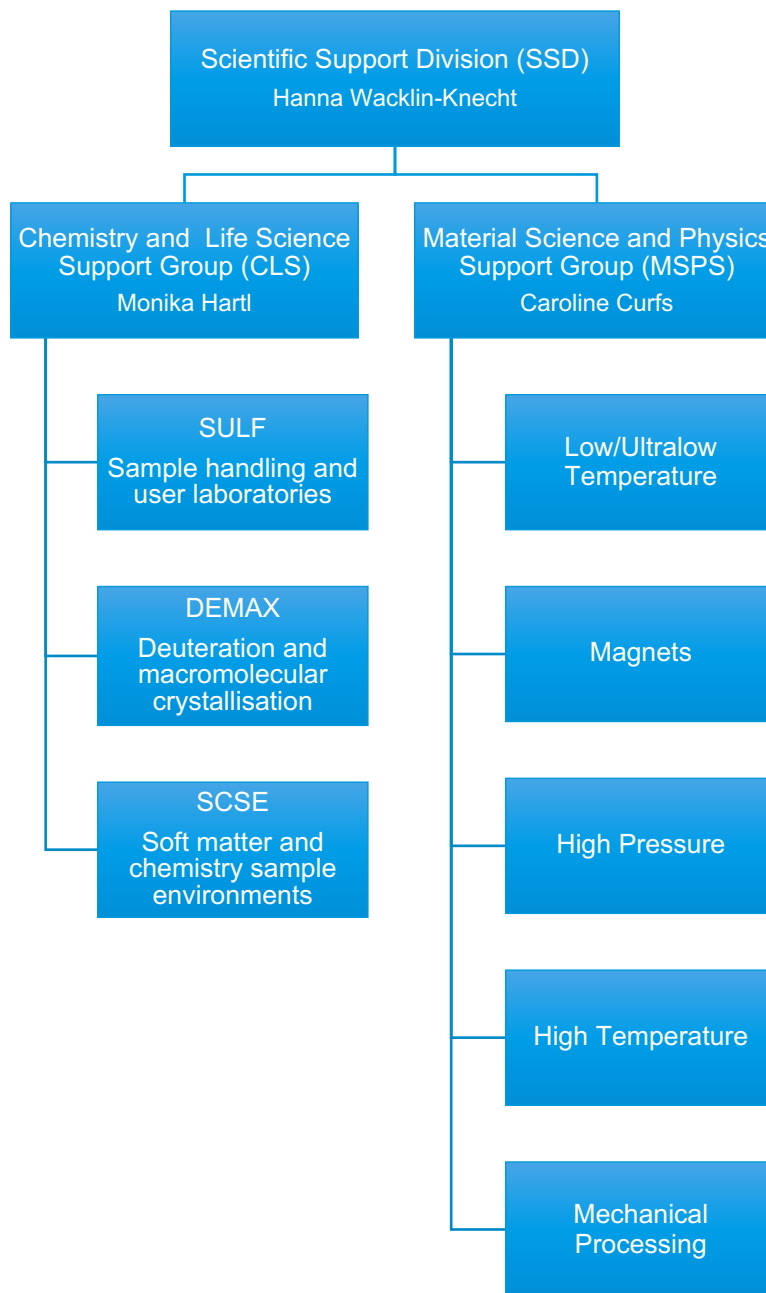 Scientific Support Division (SSD)
Hanna Wacklin-Knecht
Chemistry and Life Science
Support Group (CLS)
Monika Hartl
Material Science and Physics
Support Group (MSPS)
Caroline Curfs
SULF
Sample handling and
user laboratories
DEMAX
Deuteration and
macromolecular
crystallisation
SCSE
Soft matter and
chemistry sample
environments
Low/Ultralow
Temperature
Magnets
High Pressure
High Temperature
Mechanical
Processing